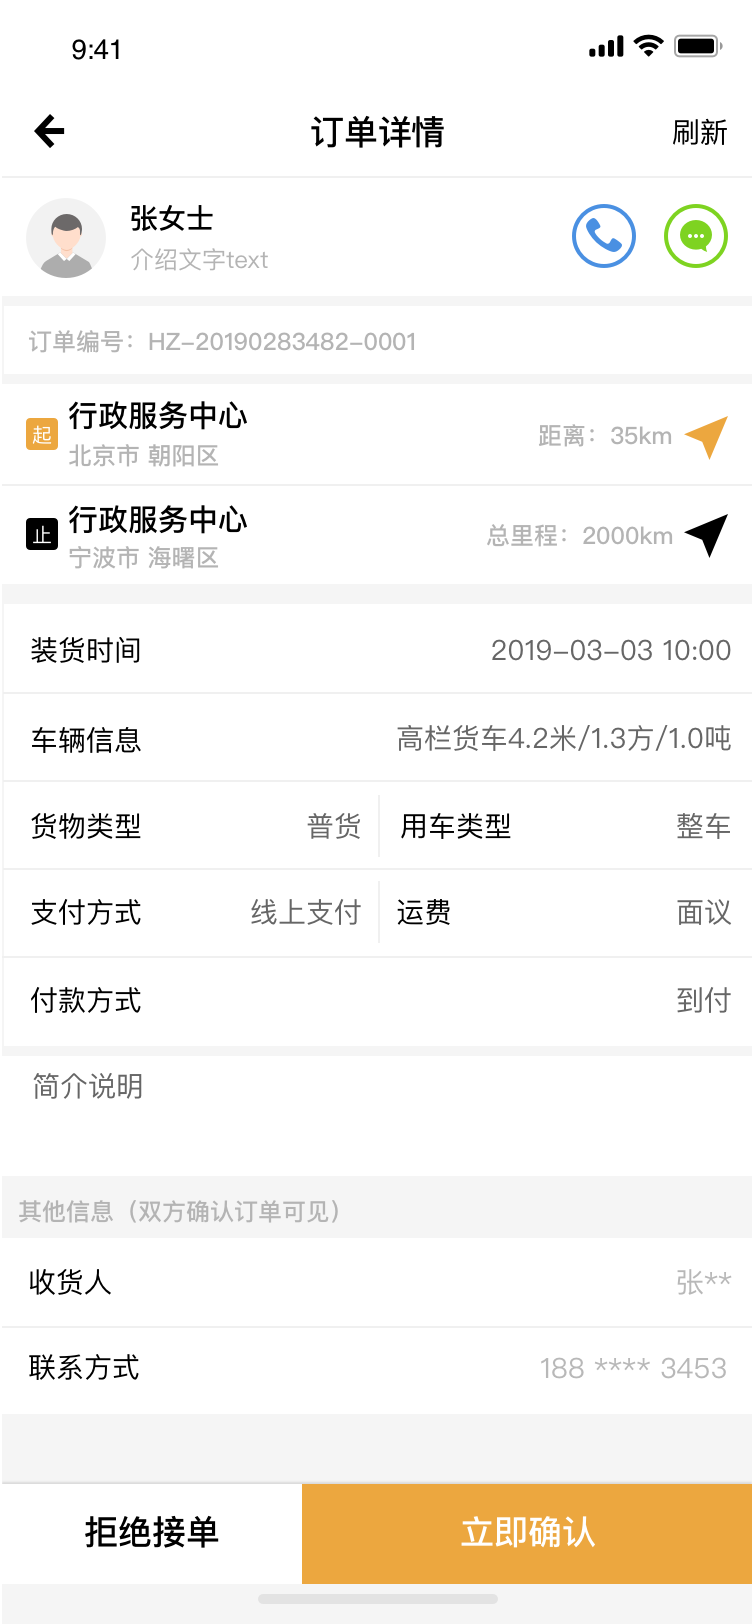 9:41
订单详情
刷新
张女士
介绍文字text
订单编号：HZ-20190283482-0001
起
行政服务中心
北京市 朝阳区
距离：35km
止
行政服务中心
宁波市 海曙区
总里程：2000km
装货时间
2019-03-03 10:00
车辆信息
高栏货车4.2米/1.3方/1.0吨
货物类型
普货
用车类型
整车
支付方式
线上支付
运费
面议
付款方式
到付
简介说明
其他信息（双方确认订单可见）
收货人
张**
联系方式
188 **** 3453
拒绝接单
立即确认